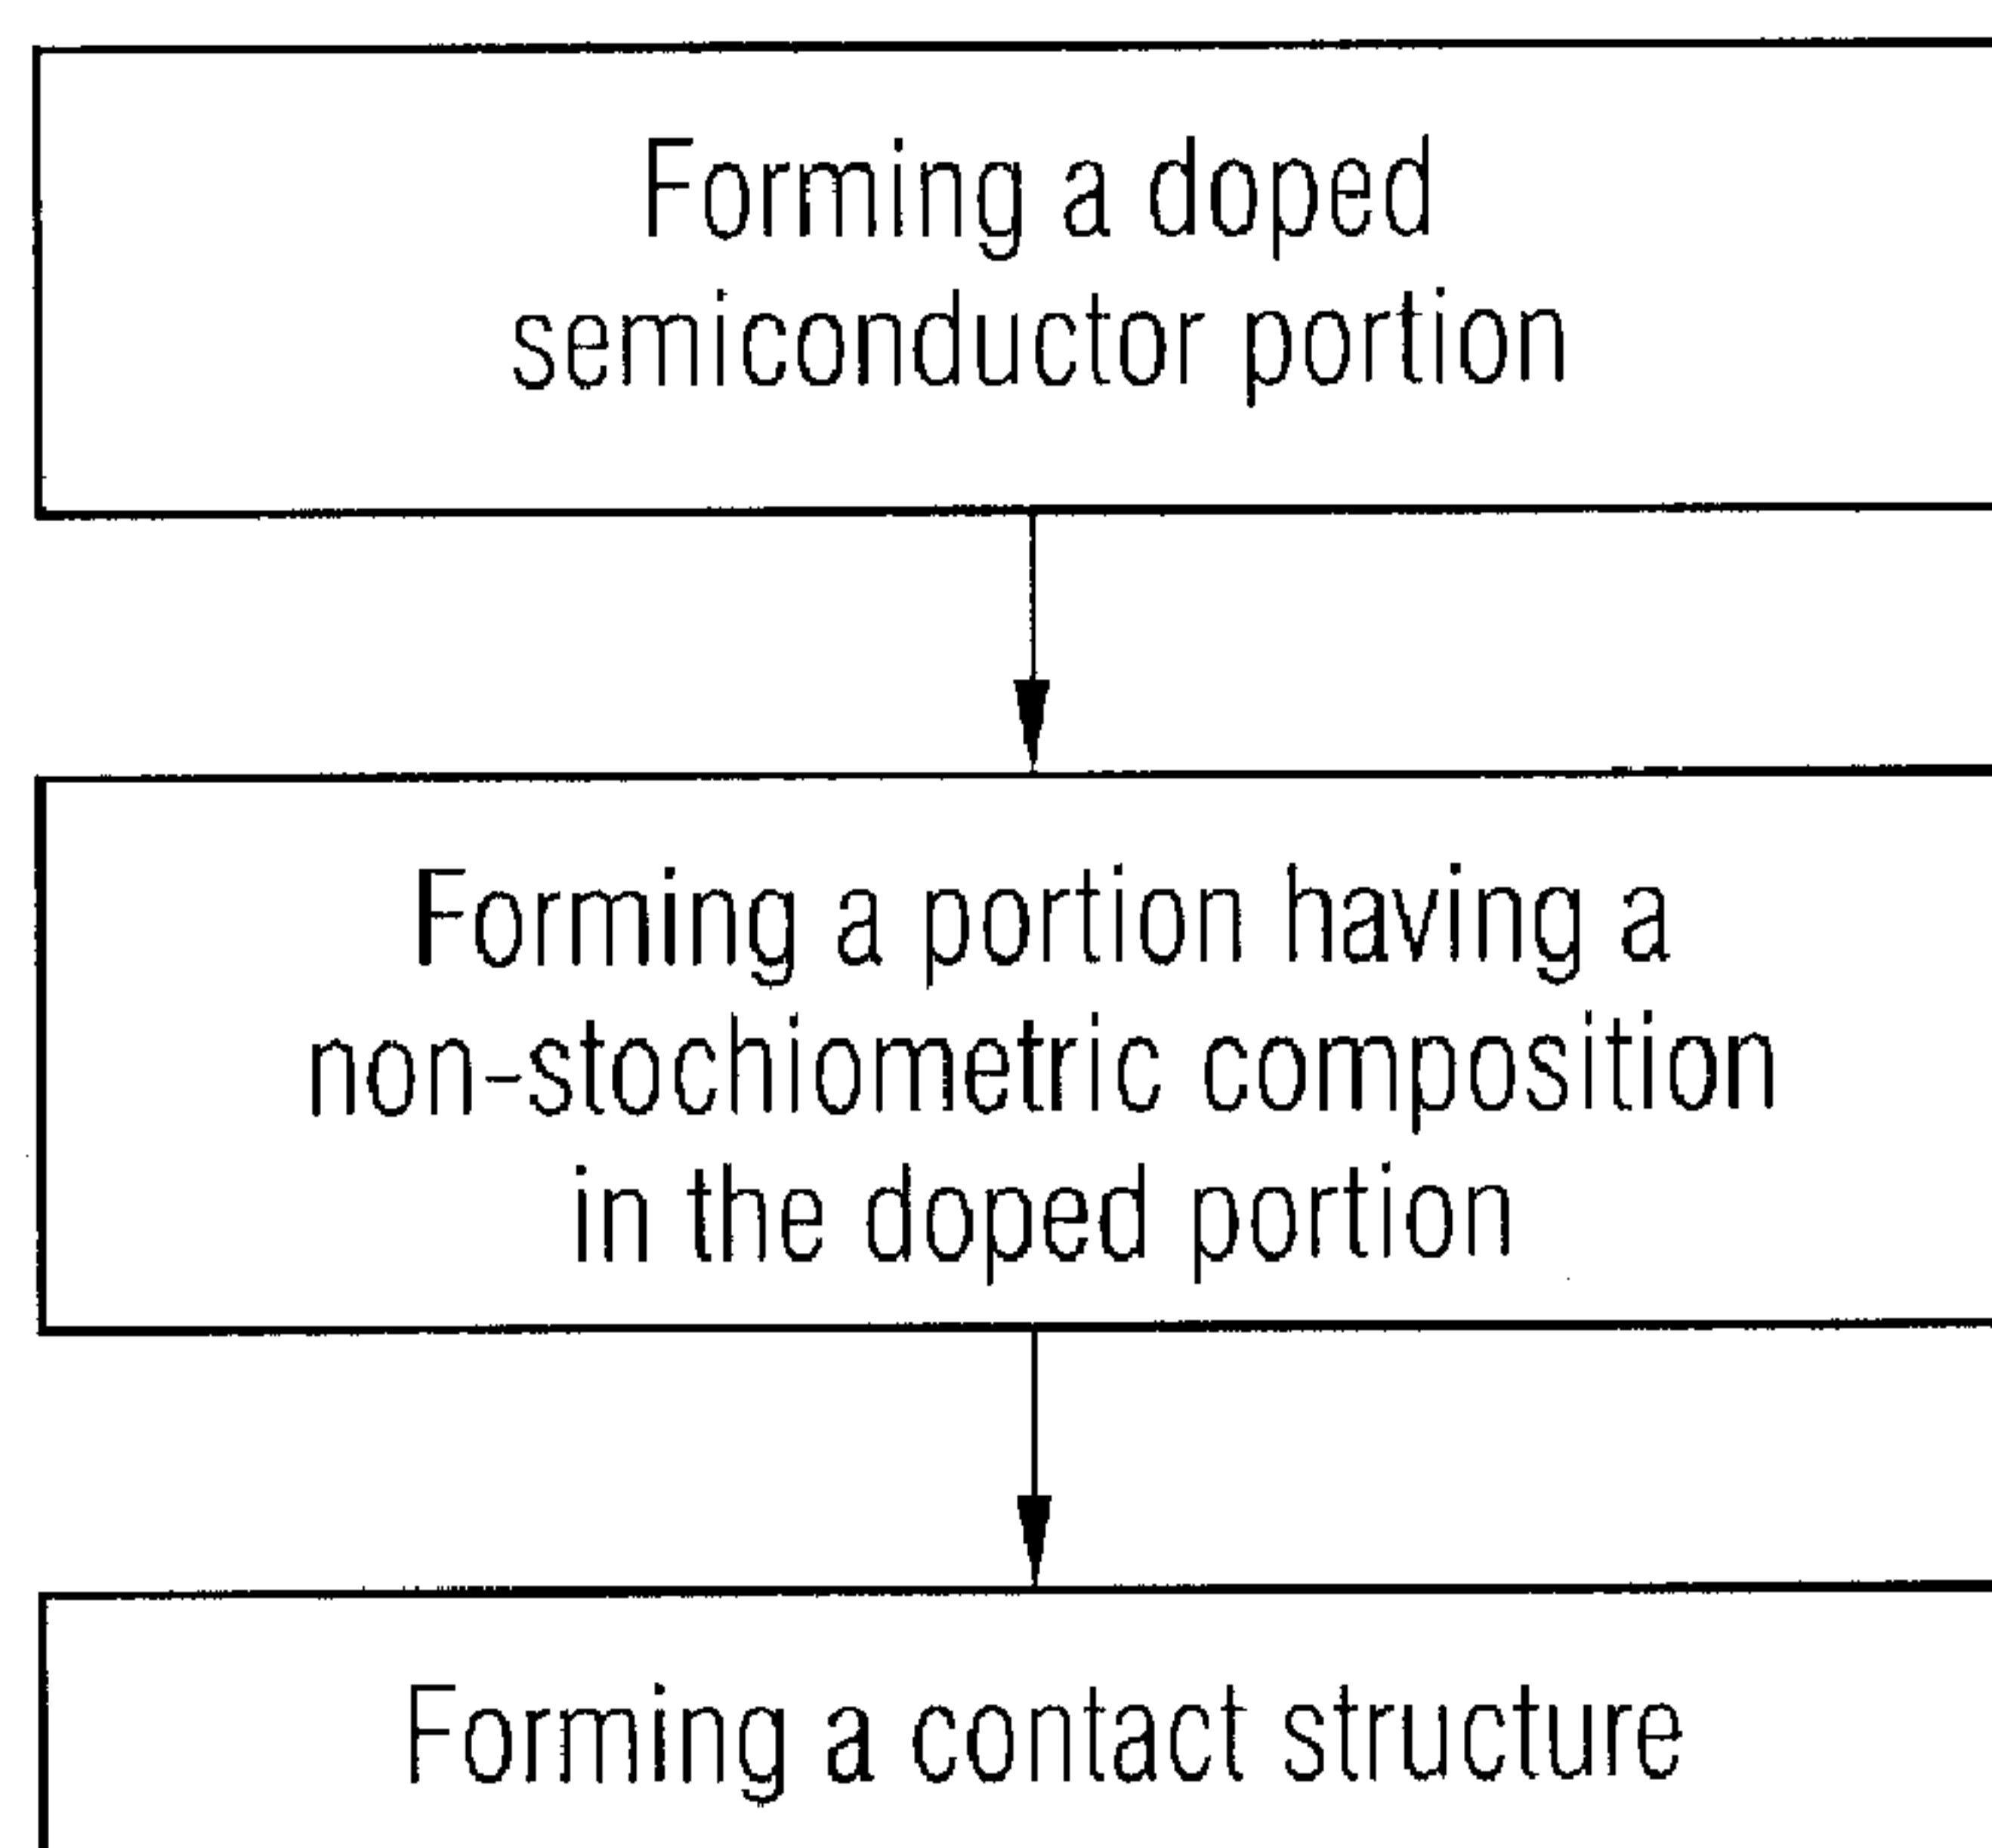 Forming a doped
semiconductor portion
Forming a portion having a
non-stochiometric composition
in the doped portion
Forming a contact structure